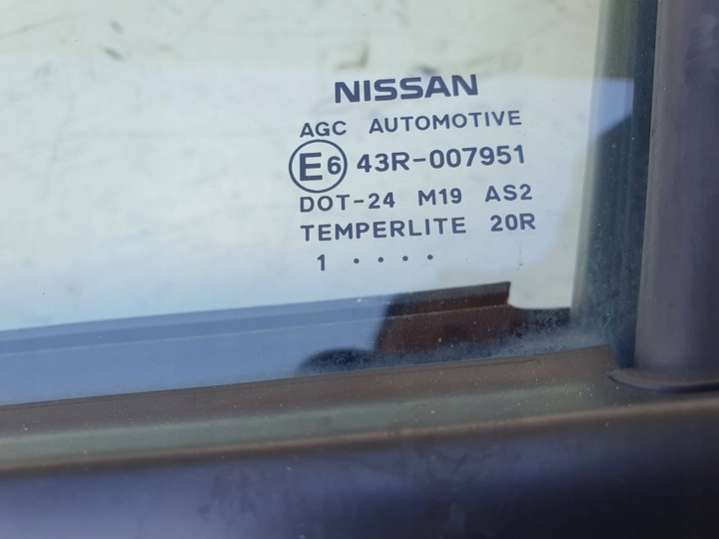 NISSAN
AGC AUTOMOTIVE
E6 43R-007951
DOT-24 M19 AS2
TEMPERLITE 20R
1 ....